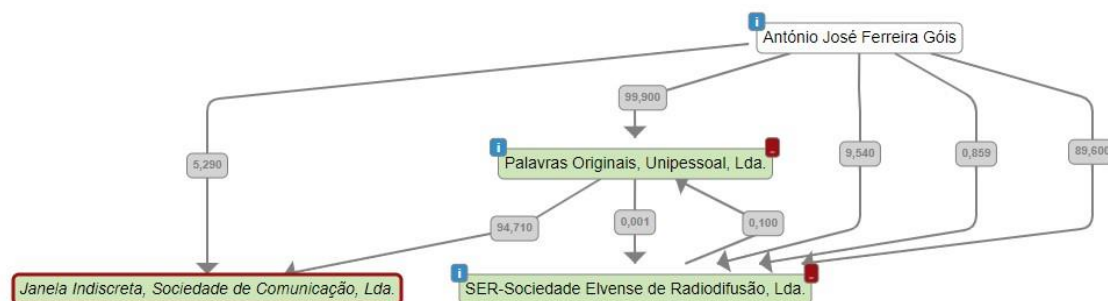 António José Ferreira Góis
99,900
Palavras Originais, Unipessoal, Lda.
5,290
9,540
0,859
89,600
94,710
0,001
0,100
Janela Indiscreta, Sociedade de Comunicação, Lda.
SER-Sociedade Elvense de Radiodifusão, Lda.